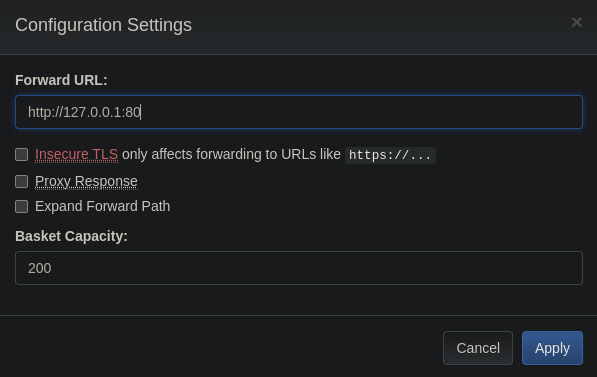 Configuration Settings ×
Forward URL:
http://127.0.0.1:80
Insecure TLS only affects forwarding to URLs like https://...
Proxy Response
Expand Forward Path
Basket Capacity:
200
Cancel Apply